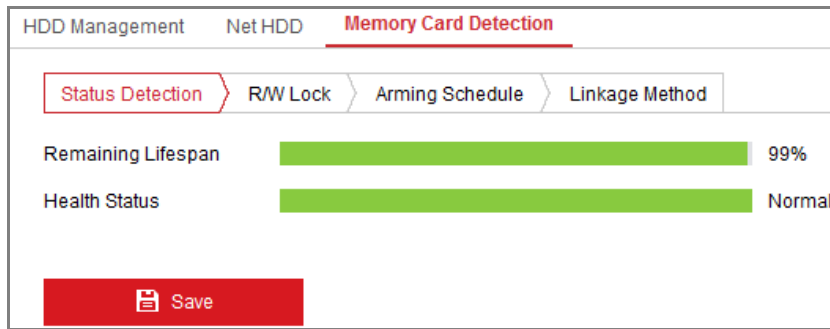 HDD Management Net HDD Memory Card Detection
Status Detection R/W Lock Arming Schedule Linkage Method
Remaining Lifespan 99%
Health Status Normal
Save